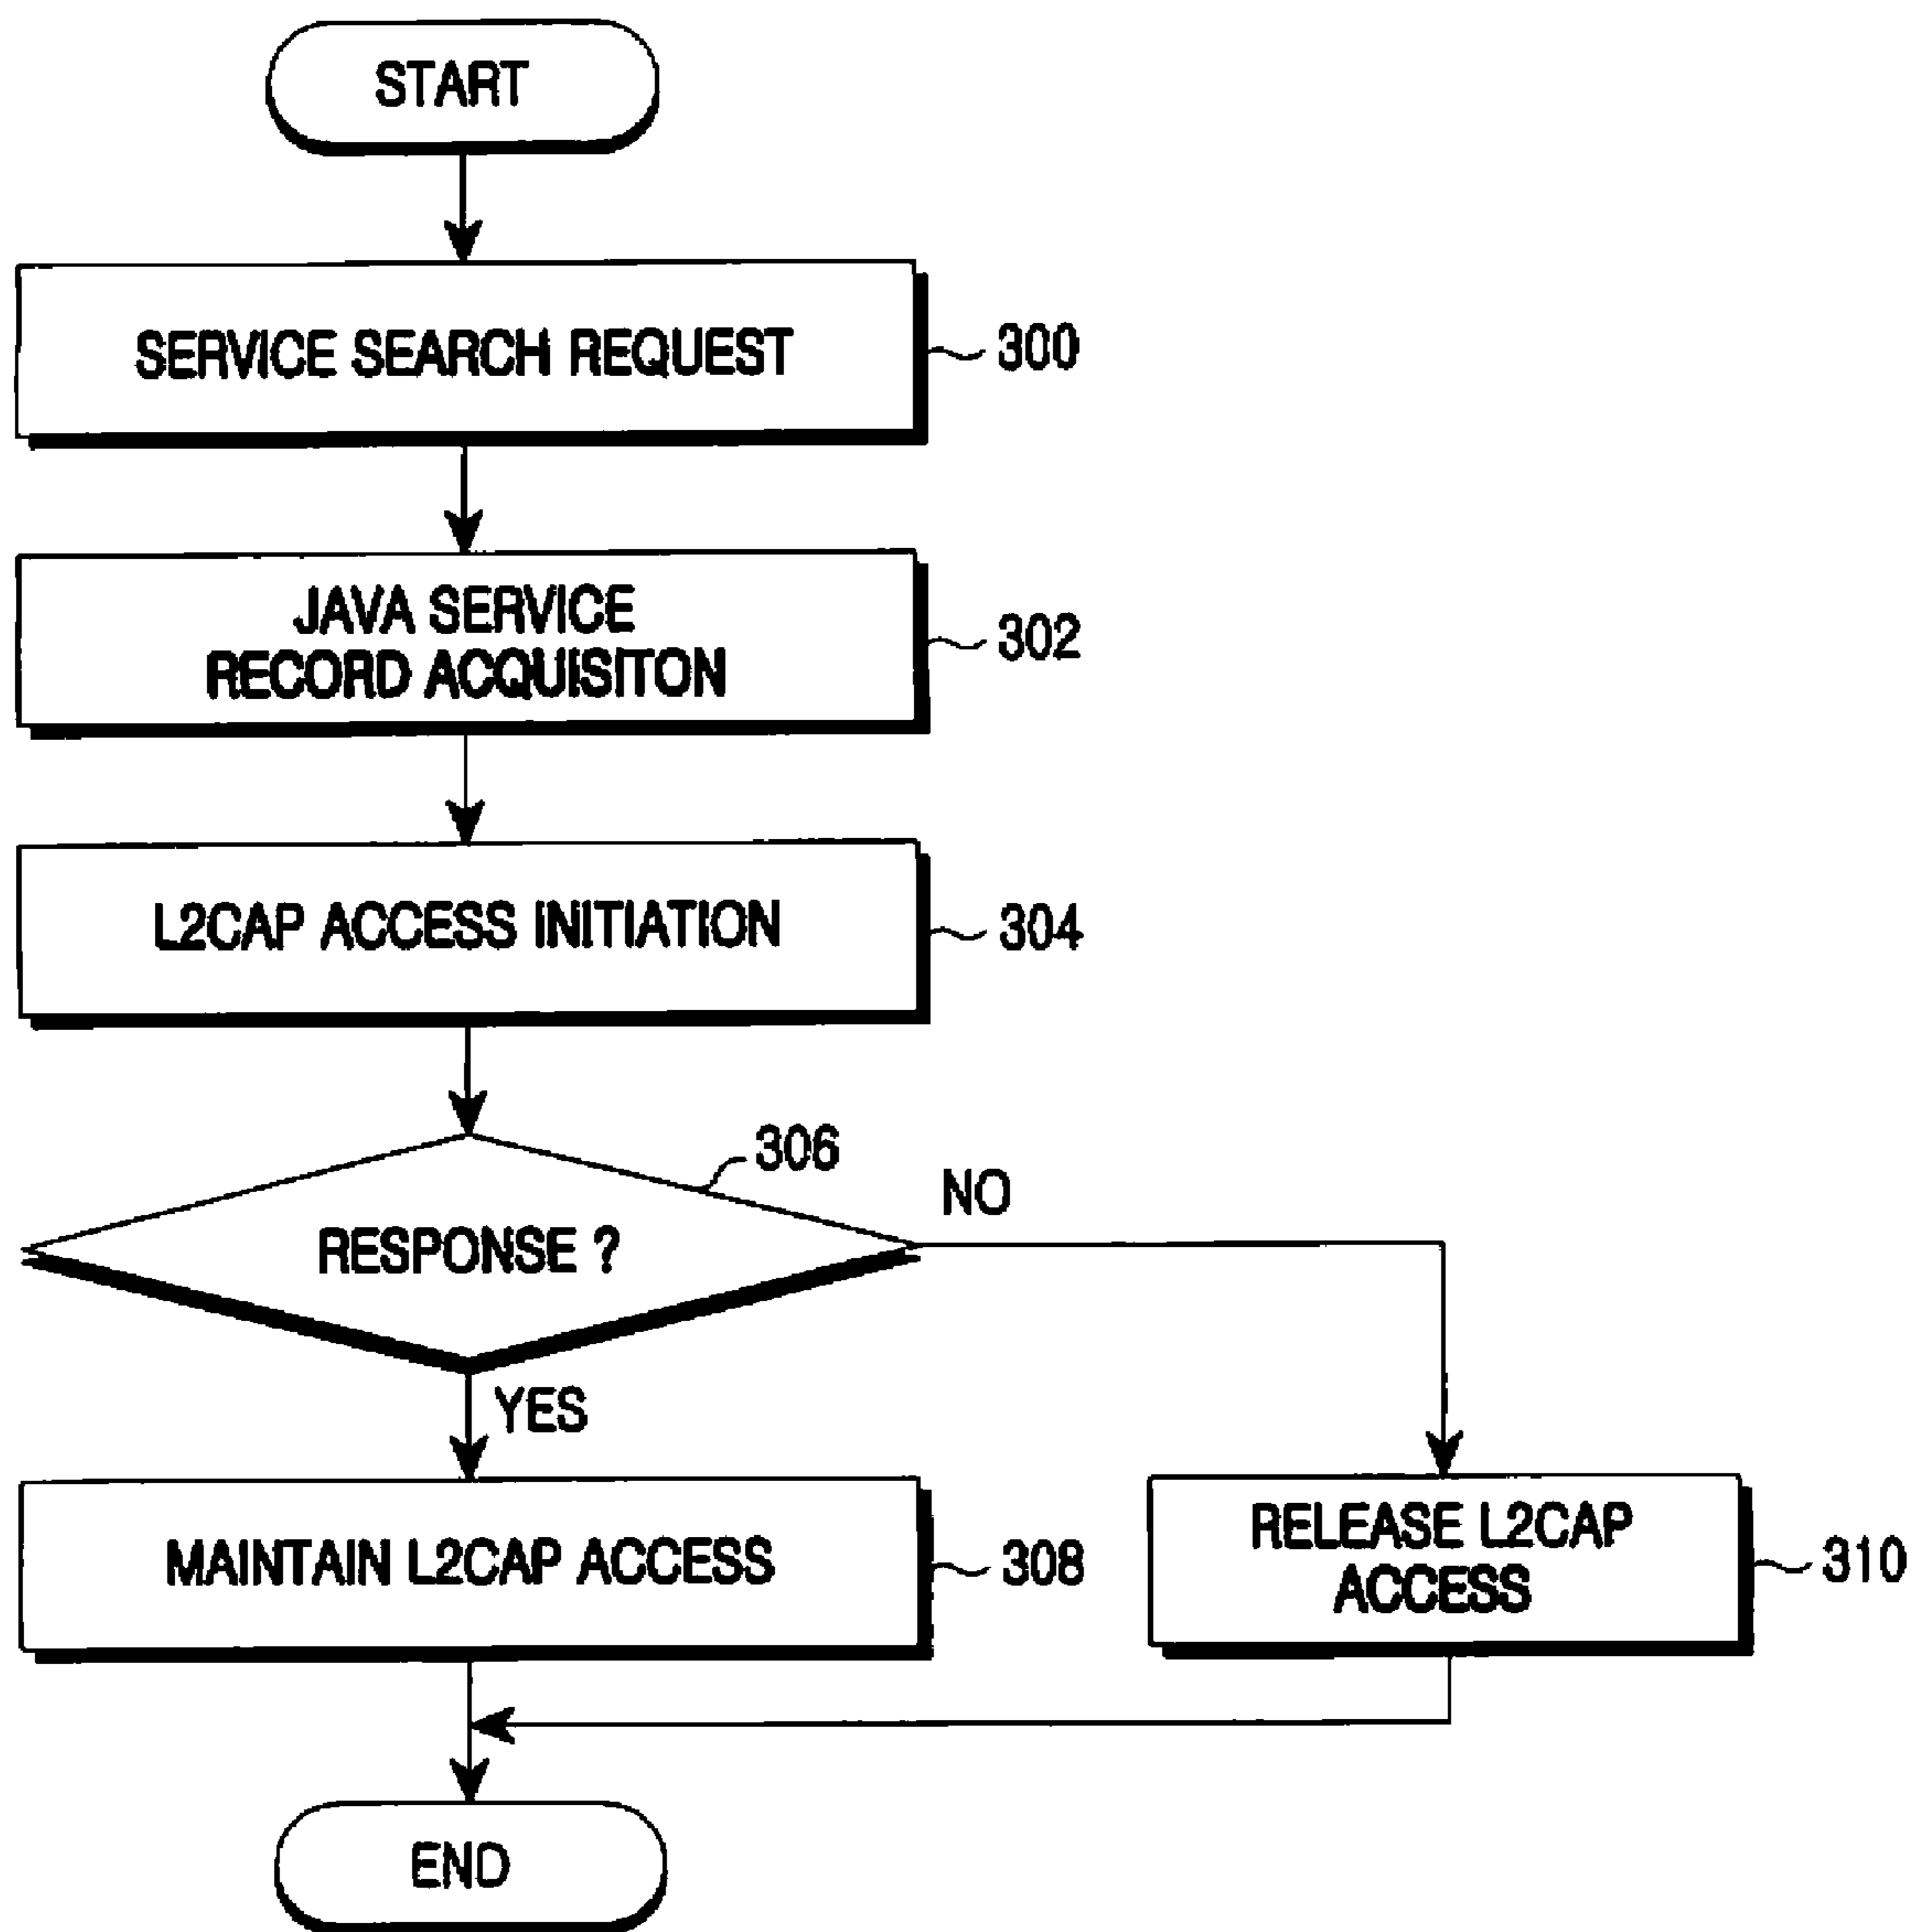 START
SERVICE SEARCH REQUEST
300
JAVA SERVICE
RECORD ACQUISITON
302
L2CAP ACCESS INITIATION
304
306
NO
RESPONSE ?
YES
MAINTAIN L2CAP ACCESS
308
RELEASE L2CAP
ACCESS
310
END